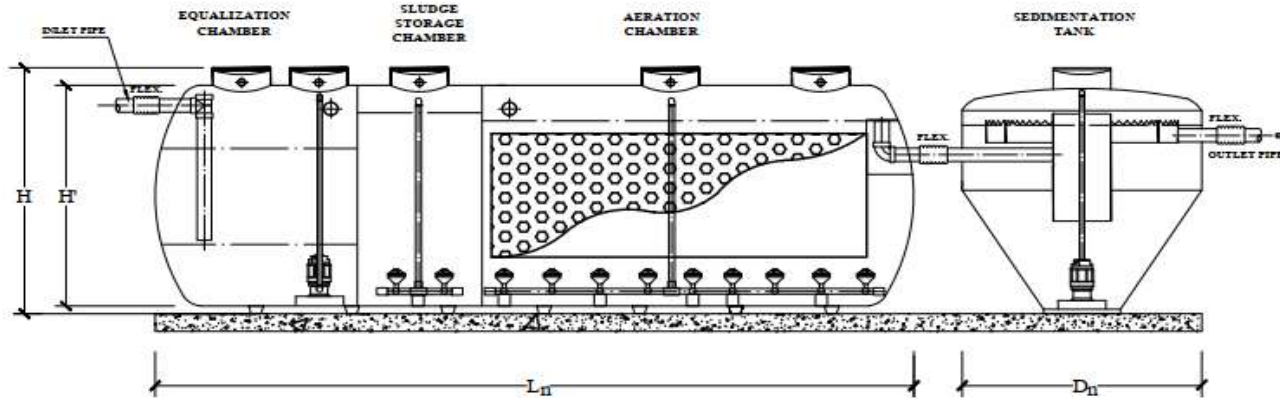 EQUALIZATION
CHAMBER
SLUDGE
STORAGE
CHAMBER
AERATION
CHAMBER
SEDIMENTATION
TANK
INLET PIPE
FLEX.
FLEX.
FLEX.
OUTLET PIPE
H
H'
Ln
Dn